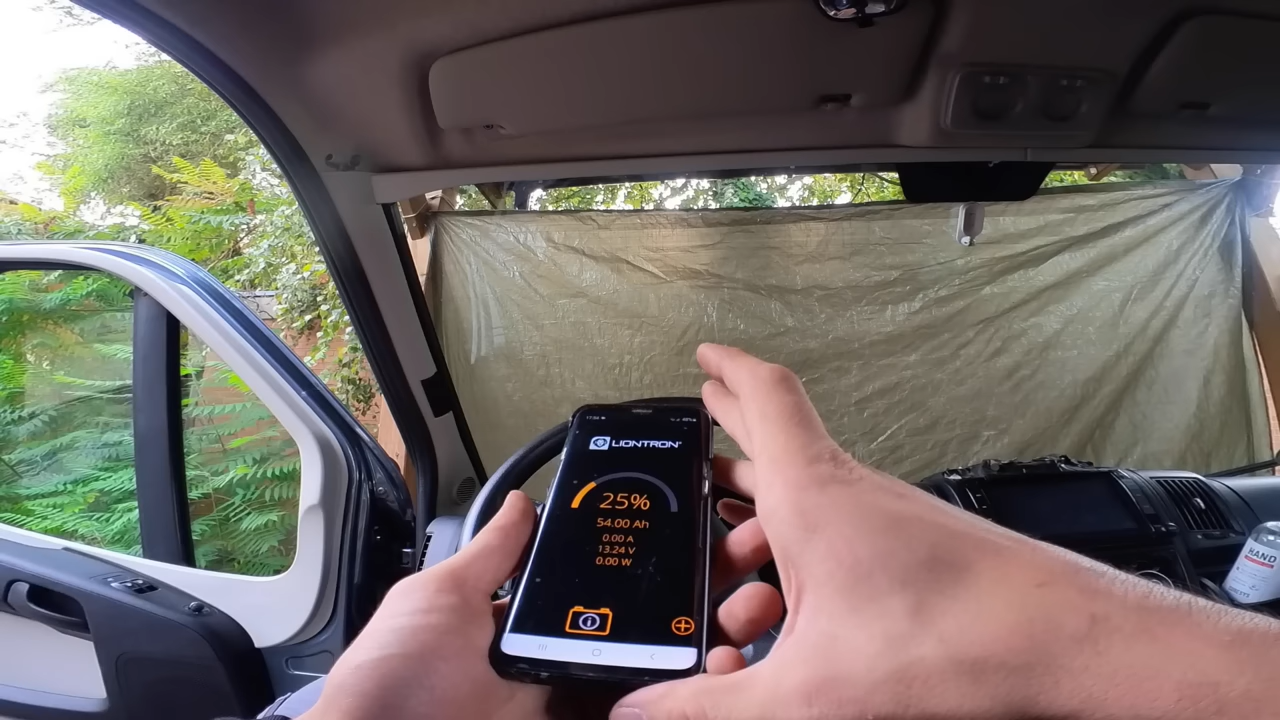 LIONTRON®
25%
54.00 Ah
0.00 A
13.24 V
0.00 W
HAND